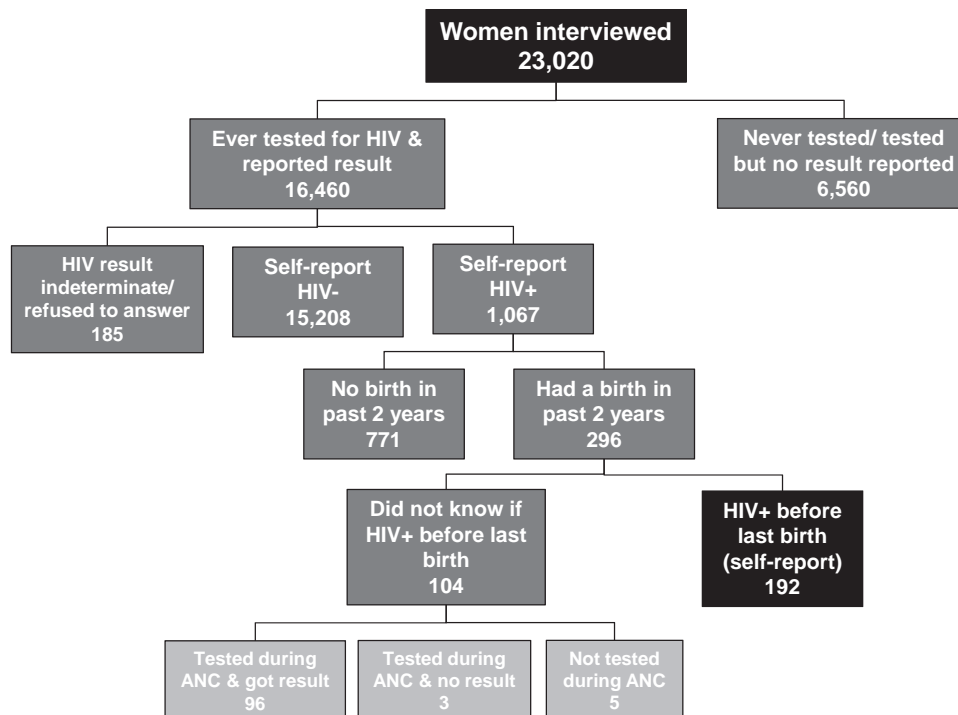 Women interviewed
23,020
Ever tested for HIV &
reported result
16,460
Never tested/ tested
but no result reported
6,560
HIV result
indeterminate/
refused to answer
185
Self-report
HIV-
15,208
Self-report
HIV+
1,067
No birth in
past 2 years
771
Had a birth in
past 2 years
296
Did not know if
HIV+ before last
birth
104
HIV+ before
last birth
(self-report)
192
Tested during
ANC & got result
96
Tested during
ANC & no result
3
Not tested
during ANC
5